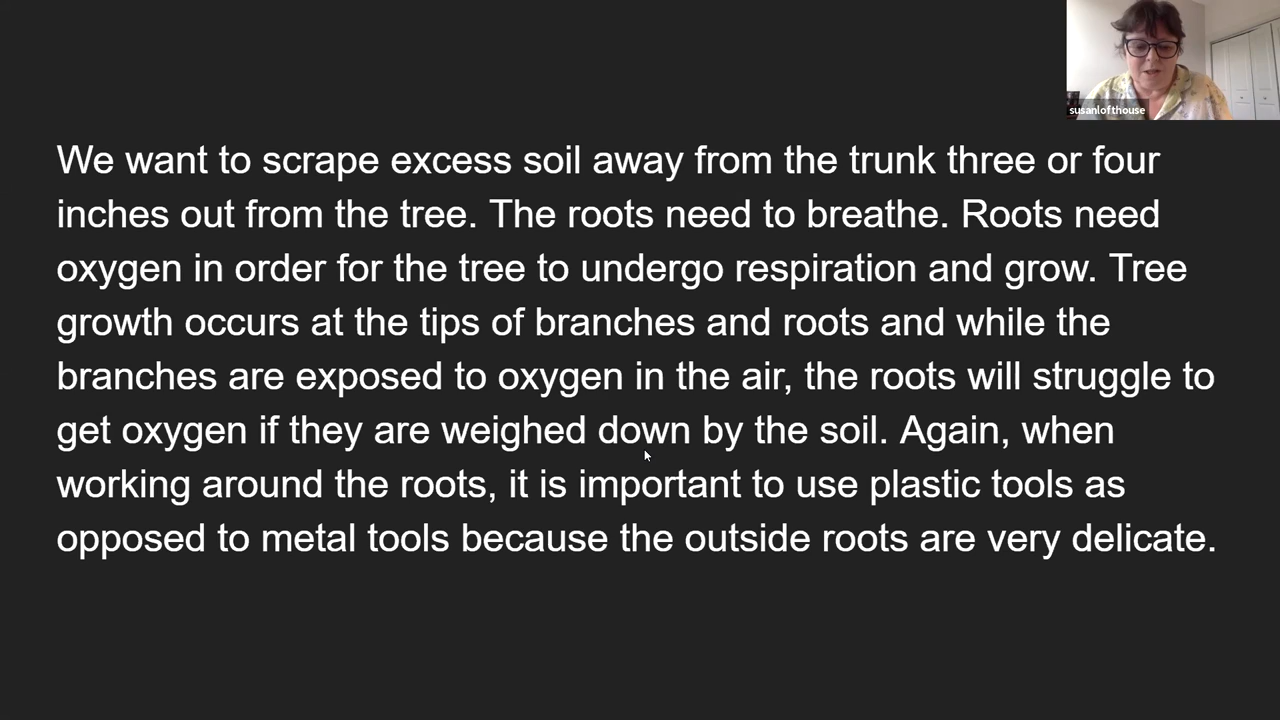 susanlofthouse
We want to scrape excess soil away from the trunk three or four
inches out from the tree. The roots need to breathe. Roots need
oxygen in order for the tree to undergo respiration and grow. Tree
growth occurs at the tips of branches and roots and while the
branches are exposed to oxygen in the air, the roots will struggle to
get oxygen if they are weighed down by the soil. Again, when
working around the roots, it is important to use plastic tools as
opposed to metal tools because the outside roots are very delicate.